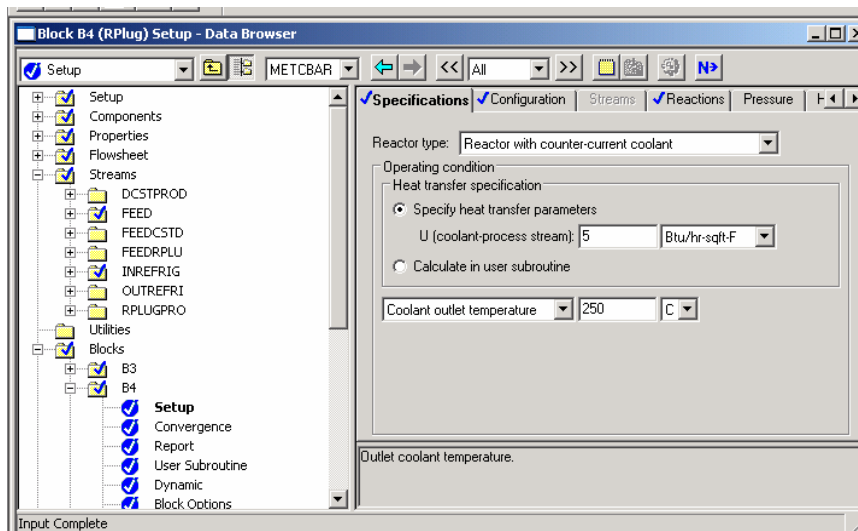 Block B4 (RPlug) Setup - Data Browser
Setup METCBAR << All >> N>
Setup
Components
Properties
Flowsheet
Streams
DCSTPROD
FEED
FEEDCSTD
FEEDRPLU
INREFRIG
OUTREFRI
RPLUGPRO
Utilities
Blocks
B3
B4
Setup
Convergence
Report
User Subroutine
Dynamic
Block Options
Specifications Configuration Streams Reactions Pressure
Reactor type: Reactor with counter-current coolant
Operating condition
Heat transfer specification
Specify heat transfer parameters
U (coolant-process stream): 5 Btu/hr-sqft-F
Calculate in user subroutine
Coolant outlet temperature 250 C
Outlet coolant temperature.
Input Complete